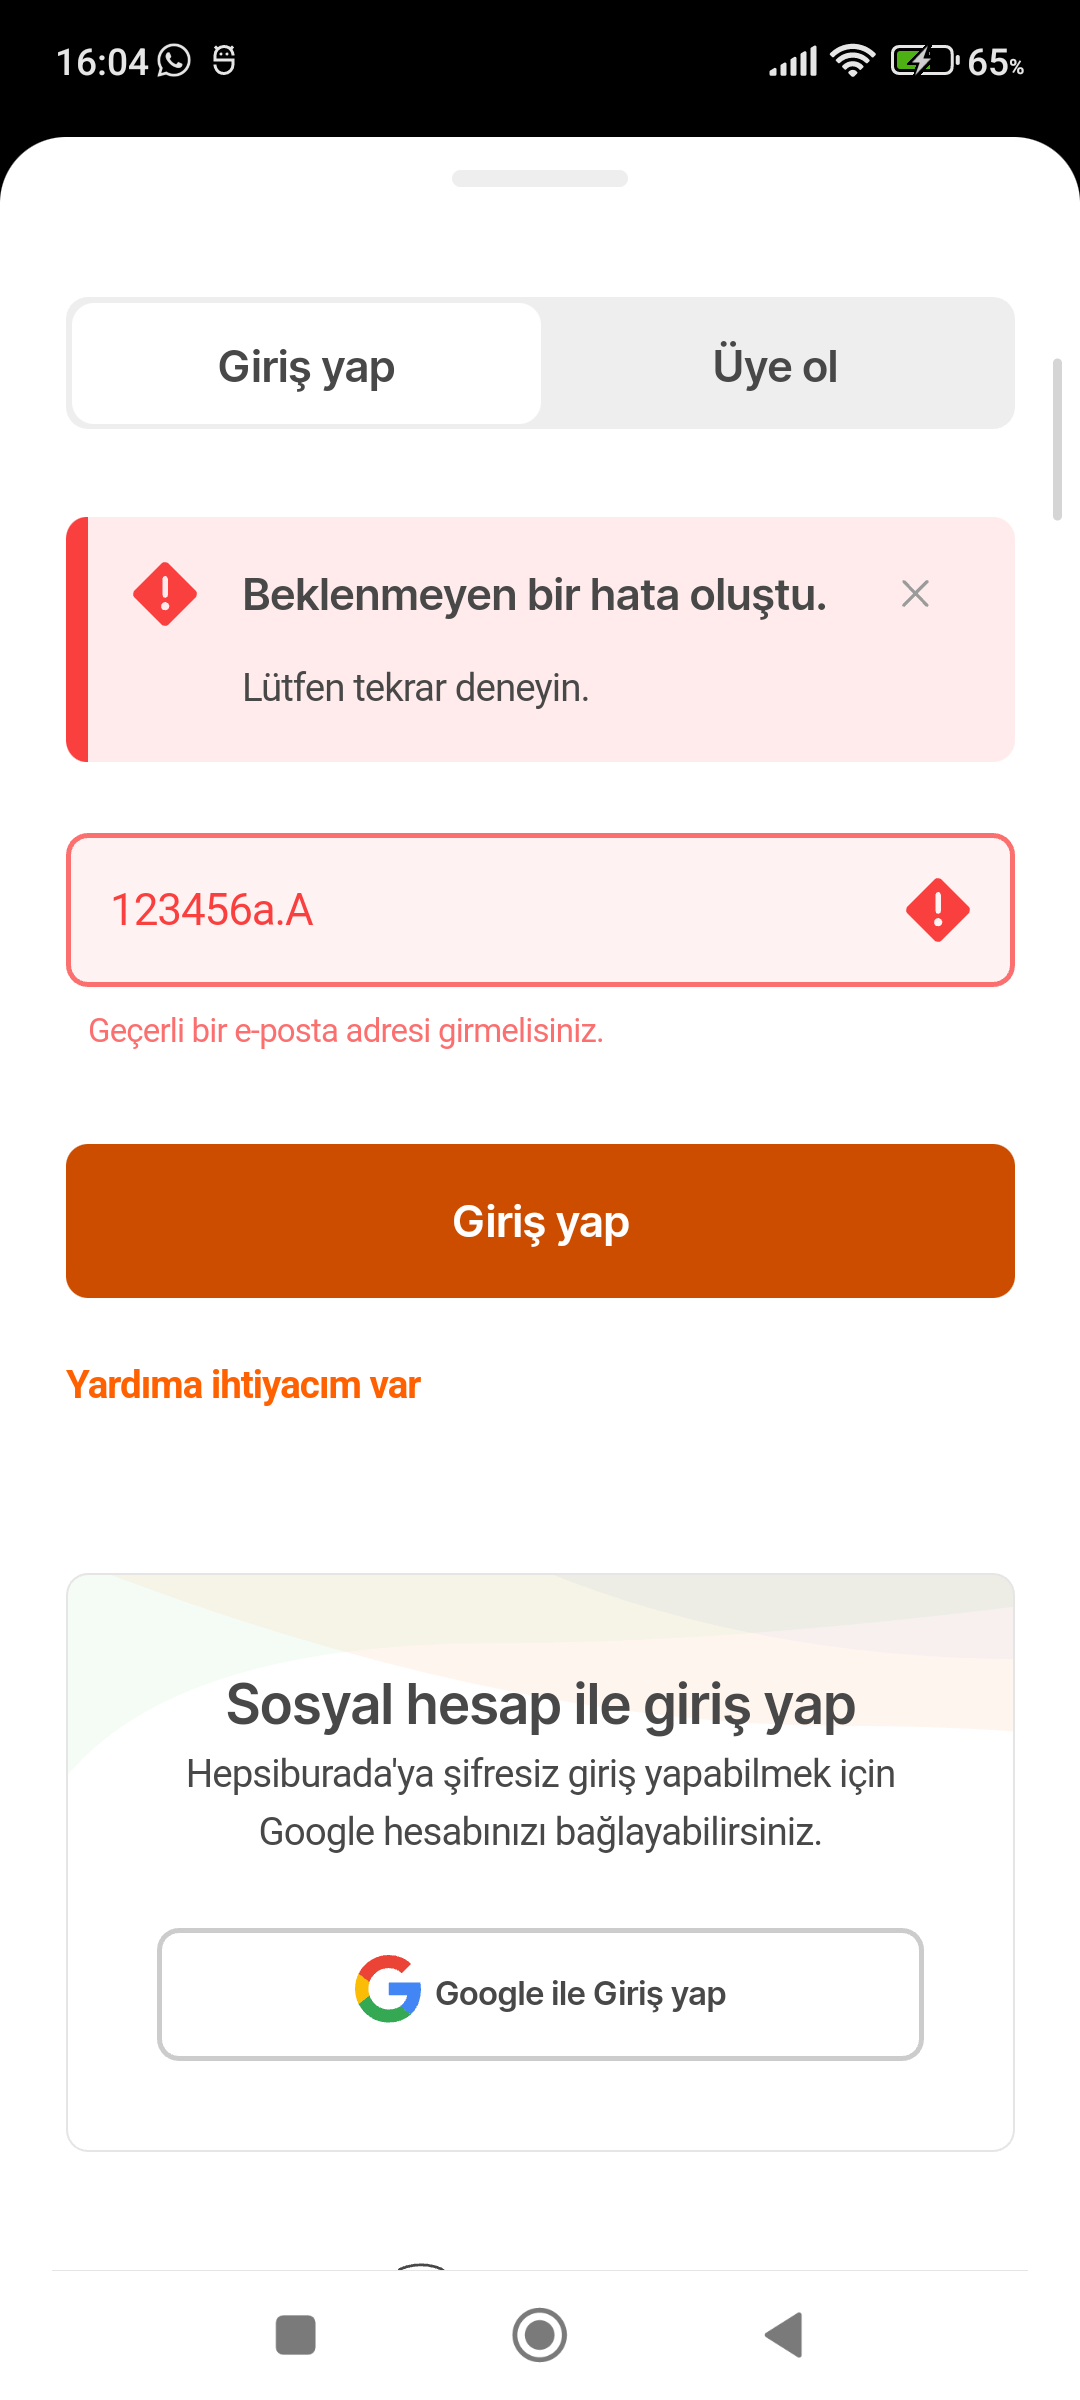 16:04
65%
Giriş yap
Üye ol
Beklenmeyen bir hata oluştu.
Lütfen tekrar deneyin.
123456a.A
Geçerli bir e-posta adresi girmelisiniz.
Giriş yap
Yardıma ihtiyacım var
Sosyal hesap ile giriş yap
Hepsiburada'ya şifresiz giriş yapabilmek için
Google hesabınızı bağlayabilirsiniz.
Google ile Giriş yap